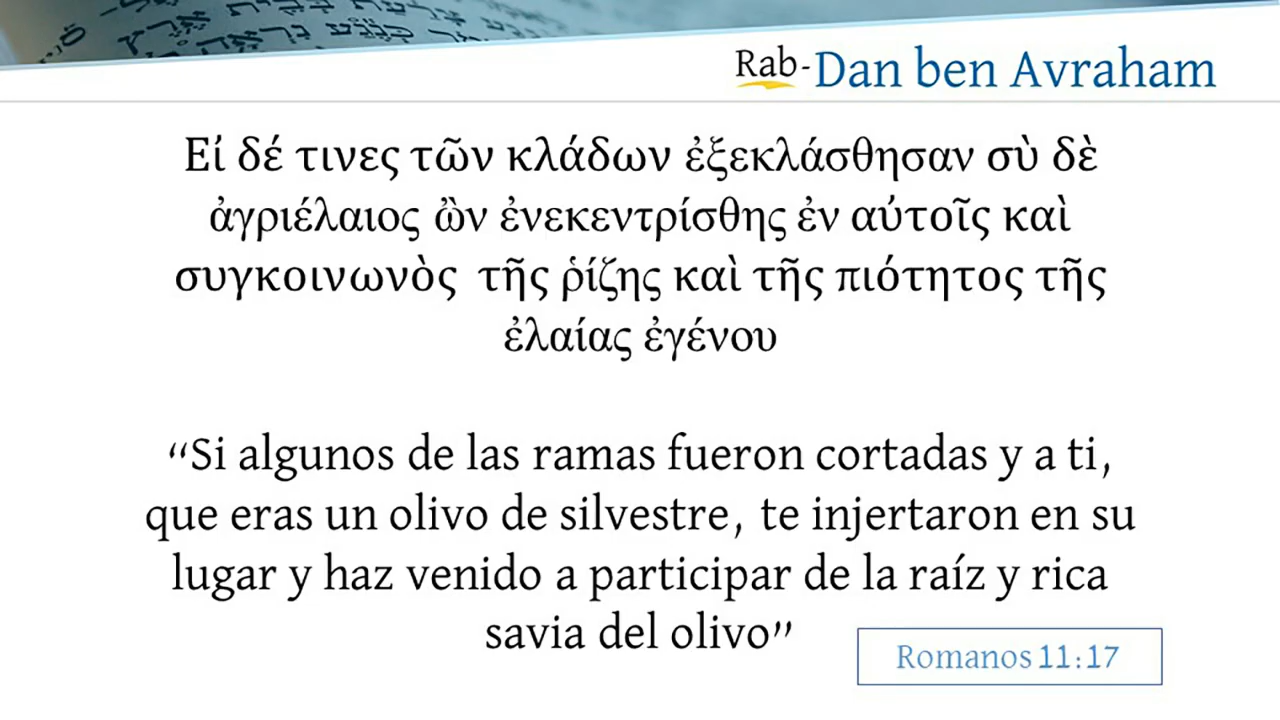 Rab-Dan ben Avraham
Εἰ δέ τινες τῶν κλάδων ἐξεκλάσθησαν σὺ δὲ
ἀγριέλαιος ὢν ἐνεκεντρίσθης ἐν αὐτοῖς καὶ
συγκοινωνὸς τῆς ῥίζης καὶ τῆς πιότητος τῆς
ἐλαίας ἐγένου
“Si algunos de las ramas fueron cortadas y a ti,
que eras un olivo de silvestre, te injertaron en su
lugar y haz venido a participar de la raíz y rica
savia del olivo”
Romanos 11:17